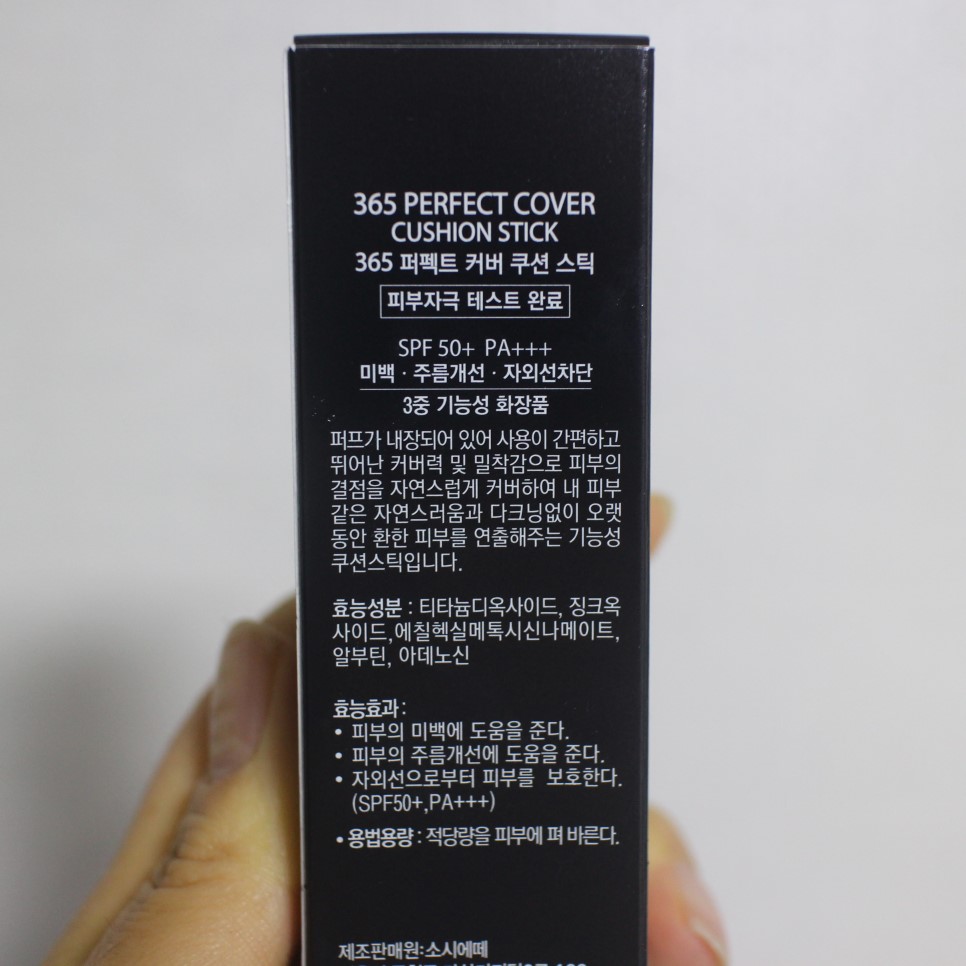 365 PERFECT COVER
CUSHION STICK
365 퍼펙트 커버 쿠션 스틱
피부자극 테스트 완료
SPF 50+ PA+++
미백 · 주름개선 · 자외선차단
3중 기능성 화장품
퍼프가 내장되어 있어 사용이 간편하고
뛰어난 커버력 및 밀착감으로 피부의
결점을 자연스럽게 커버하여 내 피부
같은 자연스러움과 다크닝없이 오랫
동안 환한 피부를 연출해주는 기능성
쿠션스틱입니다.
효능성분 : 티타늄디옥사이드, 징크옥
사이드,에칠헥실메톡시신나메이트,
알부틴, 아데노신
효능효과 :
• 피부의 미백에 도움을 준다.
• 피부의 주름개선에 도움을 준다.
• 자외선으로부터 피부를 보호한다.
(SPF50+,PA+++)
• 용법용량 : 적당량을 피부에 펴 바른다.
제조판매원:소시에떼